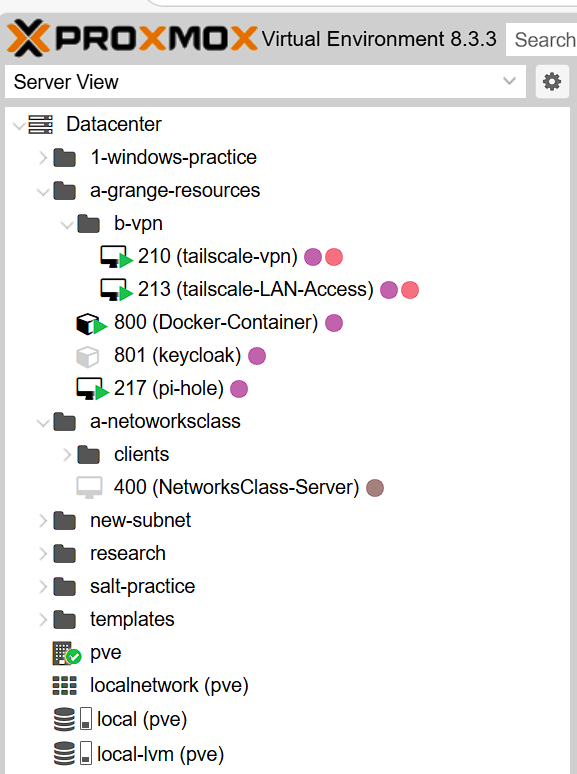 PROXMOX Virtual Environment 8.3.3 Search
Server View
Datacenter
1-windows-practice
a-grange-resources
b-vpn
210 (tailscale-vpn)
213 (tailscale-LAN-Access)
800 (Docker-Container)
801 (keycloak)
217 (pi-hole)
a-netoworksclass
clients
400 (NetworksClass-Server)
new-subnet
research
salt-practice
templates
pve
localnetwork (pve)
local (pve)
local-lvm (pve)